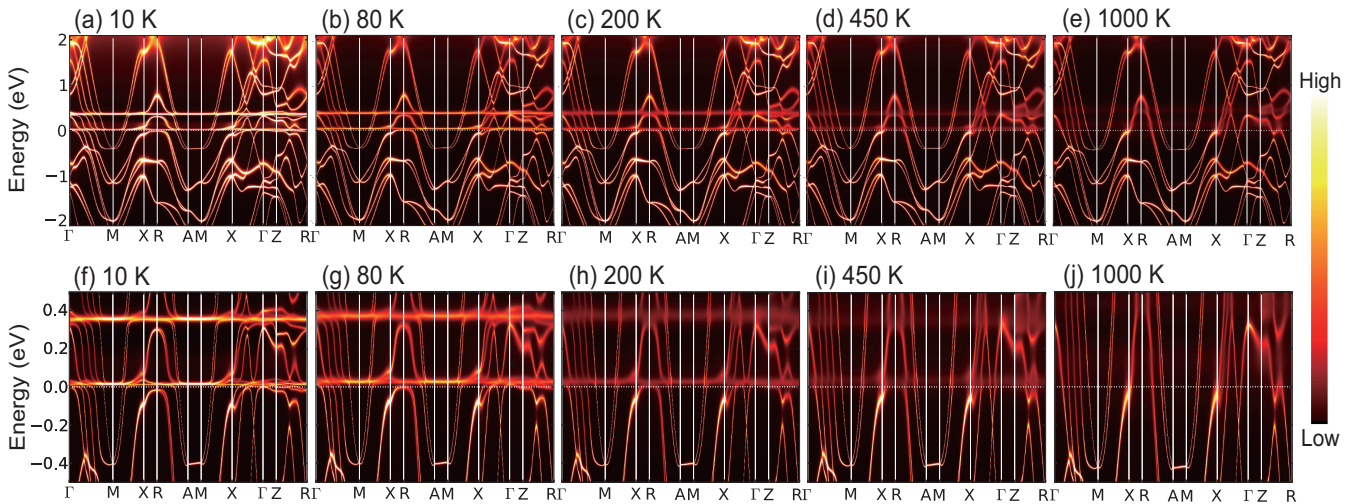 (a) 10 K (b) 80 K (c) 200 K (d) 450 K (e) 1000 K
Energy (eV)
2
1
0
−1
−2
Γ M X R A M X Γ Z R Γ M X R A M X Γ Z R Γ M X R A M X Γ Z R Γ M X R A M X Γ Z R Γ M X R A M X Γ Z R
High
Low
(f) 10 K (g) 80 K (h) 200 K (i) 450 K (j) 1000 K
Energy (eV)
0.4
0.2
0.0
−0.2
−0.4
Γ M X R A M X Γ Z R Γ M X R A M X Γ Z R Γ M X R A M X Γ Z R Γ M X R A M X Γ Z R Γ M X R A M X Γ Z R